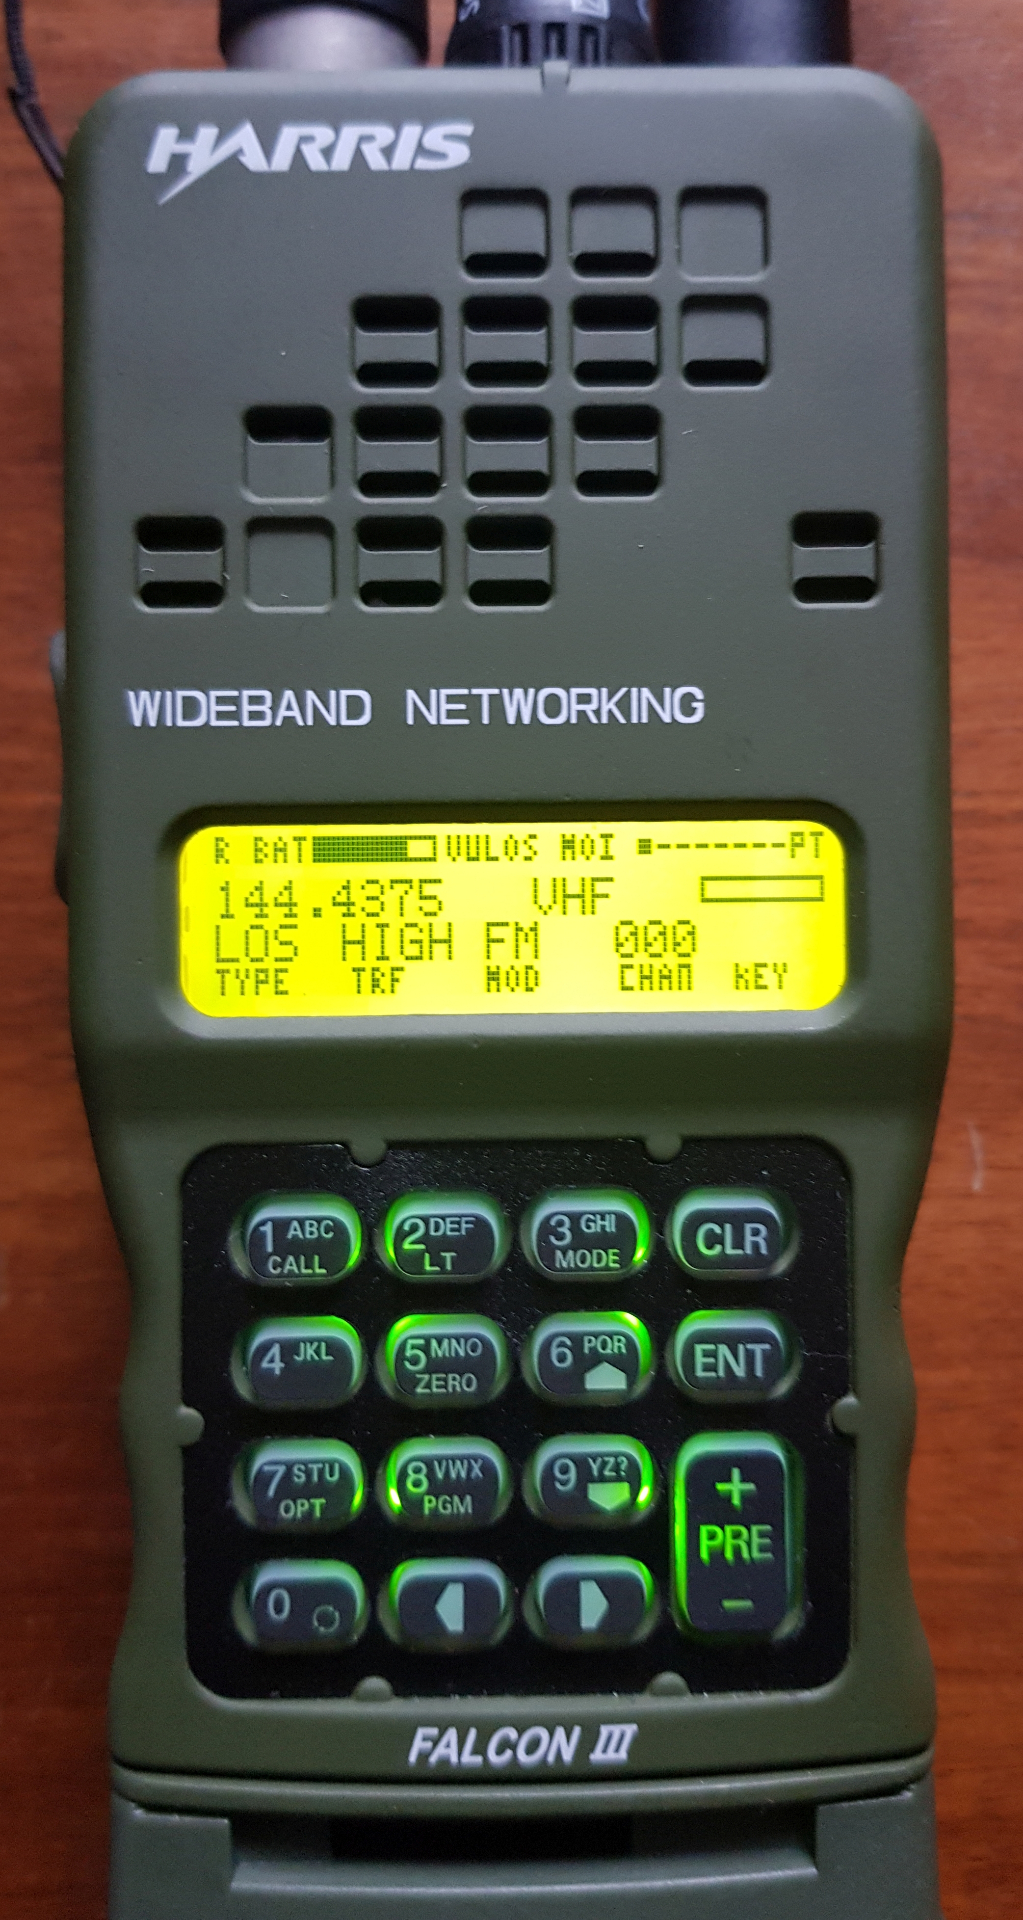 HARRIS
WIDEBAND NETWORKING
R BAT VULOS NOI PT
144.4375 VHF
LOS HIGH FM 000
TYPE TRF MOD CHAN KEY
1 ABC 2 DEF 3 GHI CLR
CALL LT MODE
4 JKL 5 MNO 6 PQR ENT
ZERO
7 STU 8 VWX 9 YZ? +
OPT PGM PRE
0 -
FALCON III